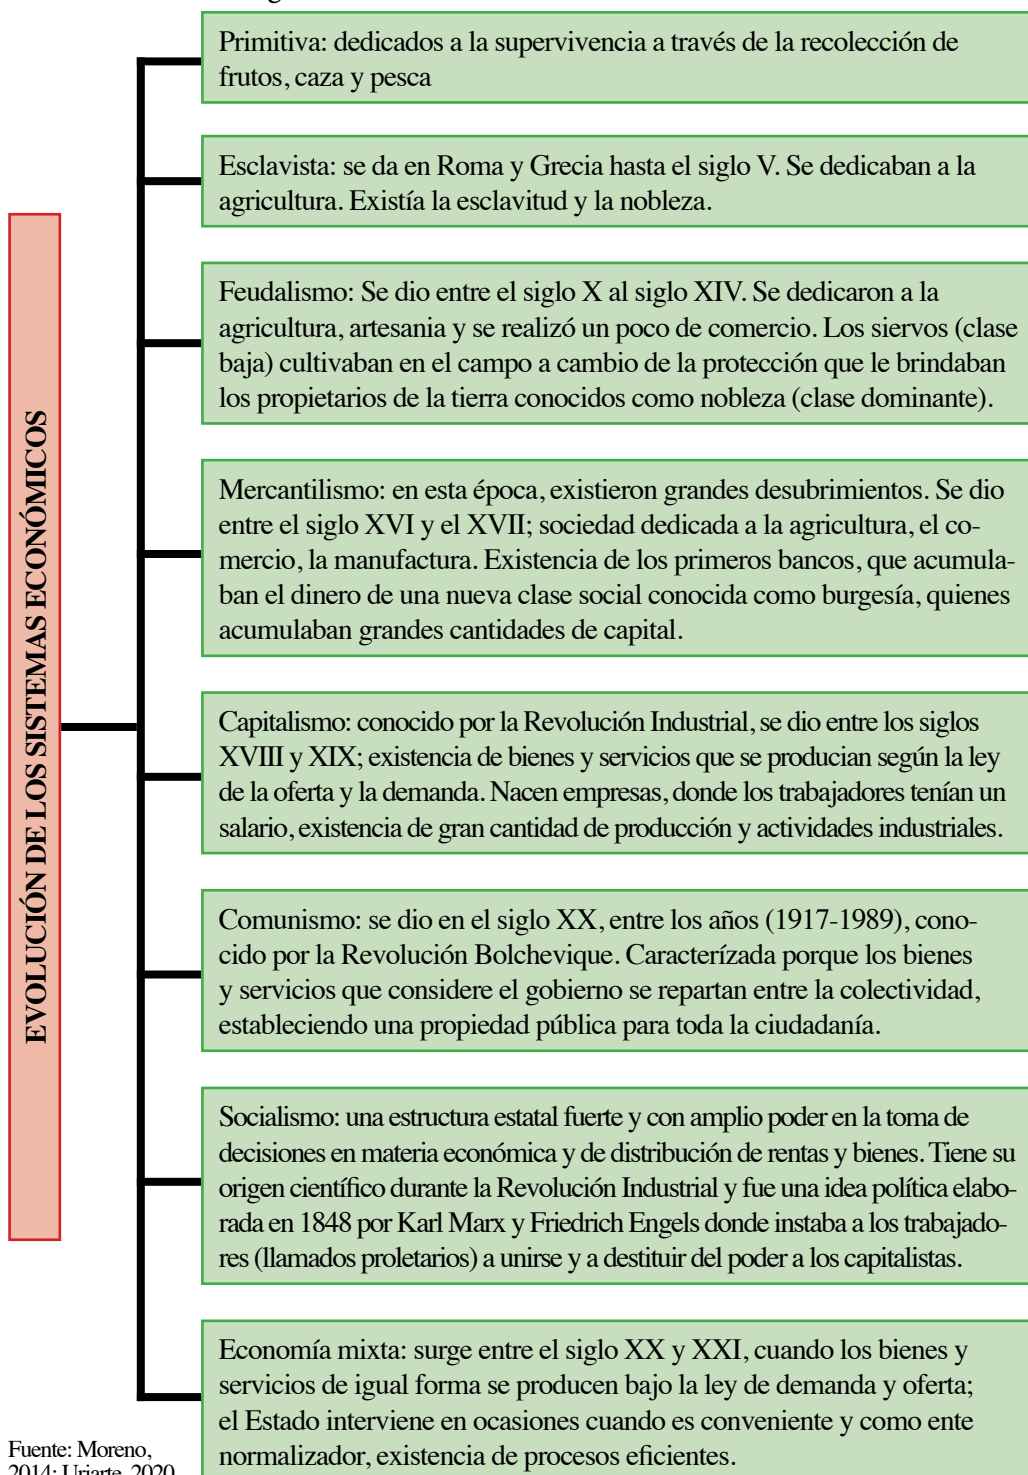 Primitiva: dedicados a la supervivencia a través de la recolección de
frutos, caza y pesca
Esclavista: se da en Roma y Grecia hasta el siglo V. Se dedicaban a la
agricultura. Existía la esclavitud y la nobleza.
Feudalismo: Se dio entre el siglo X al siglo XIV. Se dedicaron a la
agricultura, artesania y se realizó un poco de comercio. Los siervos (clase
baja) cultivaban en el campo a cambio de la protección que le brindaban
los propietarios de la tierra conocidos como nobleza (clase dominante).
EVOLUCIÓN DE LOS SISTEMAS ECONÓMICOS
Mercantilismo: en esta época, existieron grandes desubrimientos. Se dio
entre el siglo XVI y el XVII; sociedad dedicada a la agricultura, el co-
mercio, la manufactura. Existencia de los primeros bancos, que acumula-
ban el dinero de una nueva clase social conocida como burgesía, quienes
acumulaban grandes cantidades de capital.
Capitalismo: conocido por la Revolución Industrial, se dio entre los siglos
XVIII y XIX; existencia de bienes y servicios que se producian según la ley
de la oferta y la demanda. Nacen empresas, donde los trabajadores tenían un
salario, existencia de gran cantidad de producción y actividades industriales.
Comunismo: se dio en el siglo XX, entre los años (1917-1989), cono-
cido por la Revolución Bolchevique. Caracterízada porque los bienes
y servicios que considere el gobierno se repartan entre la colectividad,
estableciendo una propiedad pública para toda la ciudadanía.
Socialismo: una estructura estatal fuerte y con amplio poder en la toma de
decisiones en materia económica y de distribución de rentas y bienes. Tiene su
origen científico durante la Revolución Industrial y fue una idea política elabo-
rada en 1848 por Karl Marx y Friedrich Engels donde instaba a los trabajado-
res (llamados proletarios) a unirse y a destituir del poder a los capitalistas.
Economía mixta: surge entre el siglo XX y XXI, cuando los bienes y
servicios de igual forma se producen bajo la ley de demanda y oferta;
el Estado interviene en ocasiones cuando es conveniente y como ente
normalizador, existencia de procesos eficientes.
Fuente: Moreno,
2014; Uriarte, 2020